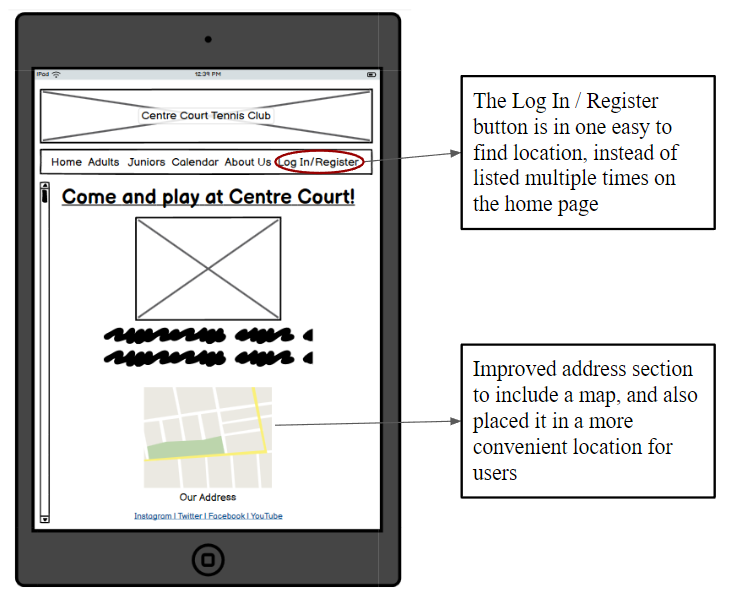 iPod
12:39 PM
Centre Court Tennis Club
Home Adults Juniors Calendar About Us Log In/Register
Come and play at Centre Court!
Our Address
Instagram | Twitter | Facebook | YouTube
The Log In / Register
button is in one easy to
find location, instead of
listed multiple times on
the home page
Improved address section
to include a map, and also
placed it in a more
convenient location for
users